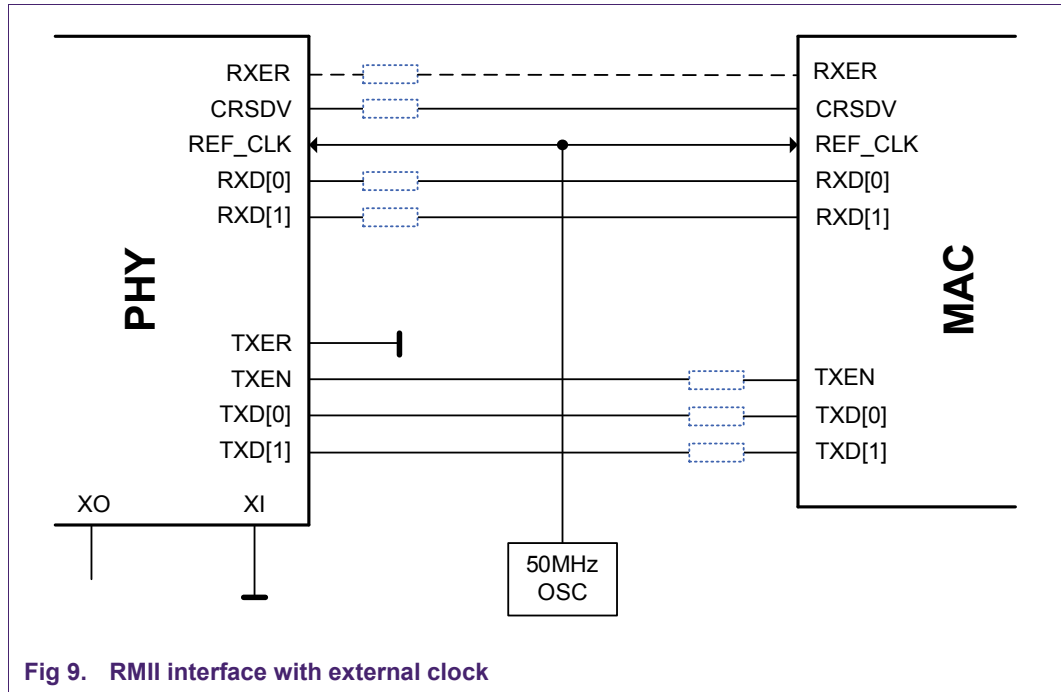 RXER RXER
CRSDV CRSDV
REF_CLK REF_CLK
RXD[0] RXD[0]
RXD[1] RXD[1]
PHY MAC
TXER
TXEN TXEN
TXD[0] TXD[0]
TXD[1] TXD[1]
XO XI
50MHz
OSC
Fig 9. RMII interface with external clock